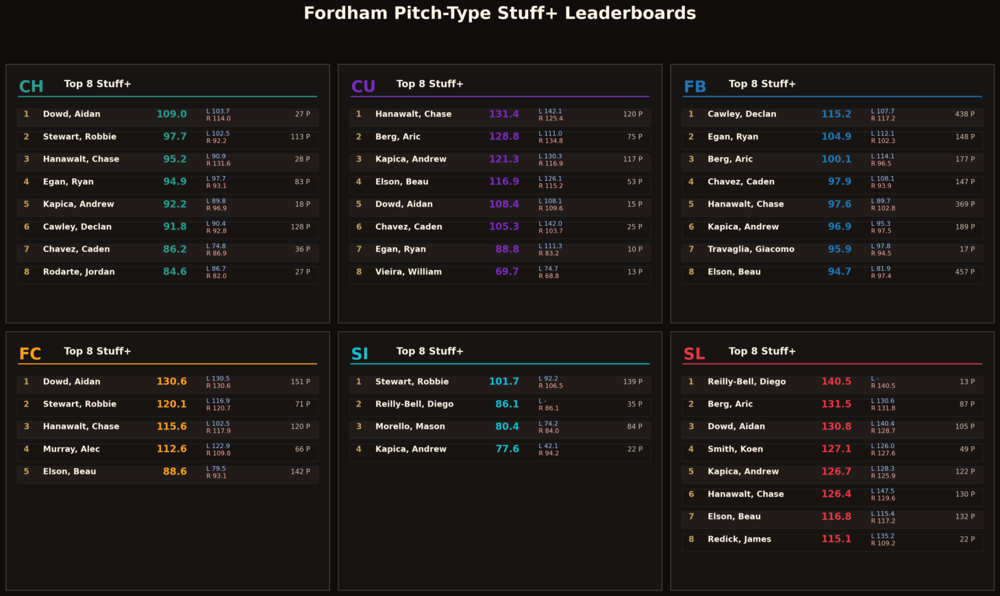 Fordham Pitch-Type Stuff+ Leaderboards
CH Top 8 Stuff+
1 Dowd, Aidan 109.0 L 103.7 R 114.0 27 P
2 Stewart, Robbie 97.7 L 102.5 R 92.2 113 P
3 Hanawalt, Chase 95.2 L 90.9 R 131.6 28 P
4 Egan, Ryan 94.9 L 97.7 R 93.1 83 P
5 Kapica, Andrew 92.2 L 89.8 R 96.9 18 P
6 Cawley, Declan 91.8 L 90.4 R 92.8 128 P
7 Chavez, Caden 86.2 L 74.8 R 86.9 36 P
8 Rodarte, Jordan 84.6 L 86.7 R 82.0 27 P
CU Top 8 Stuff+
1 Hanawalt, Chase 131.4 L 142.1 R 125.4 120 P
2 Berg, Aric 128.8 L 111.0 R 134.8 75 P
3 Kapica, Andrew 121.3 L 130.3 R 116.9 117 P
4 Elson, Beau 116.9 L 126.1 R 115.2 53 P
5 Dowd, Aidan 108.4 L 108.1 R 109.6 15 P
6 Chavez, Caden 105.3 L 142.0 R 103.7 25 P
7 Egan, Ryan 88.8 L 111.3 R 83.2 10 P
8 Vieira, William 69.7 L 74.7 R 68.8 13 P
FB Top 8 Stuff+
1 Cawley, Declan 115.2 L 107.7 R 117.2 438 P
2 Egan, Ryan 104.9 L 112.1 R 102.3 148 P
3 Berg, Aric 100.1 L 114.1 R 96.5 177 P
4 Chavez, Caden 97.9 L 108.1 R 93.9 147 P
5 Hanawalt, Chase 97.6 L 89.7 R 102.8 369 P
6 Kapica, Andrew 96.9 L 95.3 R 97.5 189 P
7 Travaglia, Giacomo 95.9 L 97.8 R 94.5 17 P
8 Elson, Beau 94.7 L 81.9 R 97.4 457 P
FC Top 8 Stuff+
1 Dowd, Aidan 130.6 L 130.5 R 130.6 151 P
2 Stewart, Robbie 120.1 L 116.9 R 120.7 71 P
3 Hanawalt, Chase 115.6 L 102.5 R 117.9 120 P
4 Murray, Alec 112.6 L 122.9 R 109.8 66 P
5 Elson, Beau 88.6 L 79.5 R 93.1 142 P
SI Top 8 Stuff+
1 Stewart, Robbie 101.7 L 92.2 R 106.5 139 P
2 Reilly-Bell, Diego 86.1 L - R 86.1 35 P
3 Morello, Mason 80.4 L 74.2 R 84.0 84 P
4 Kapica, Andrew 77.6 L 42.1 R 94.2 22 P
SL Top 8 Stuff+
1 Reilly-Bell, Diego 140.5 L - R 140.5 13 P
2 Berg, Aric 131.5 L 130.6 R 131.8 87 P
3 Dowd, Aidan 130.8 L 140.4 R 128.7 105 P
4 Smith, Koen 127.1 L 126.0 R 127.6 49 P
5 Kapica, Andrew 126.7 L 128.3 R 125.9 122 P
6 Hanawalt, Chase 126.4 L 147.5 R 119.6 130 P
7 Elson, Beau 116.8 L 115.4 R 117.2 132 P
8 Redick, James 115.1 L 135.2 R 109.2 22 P